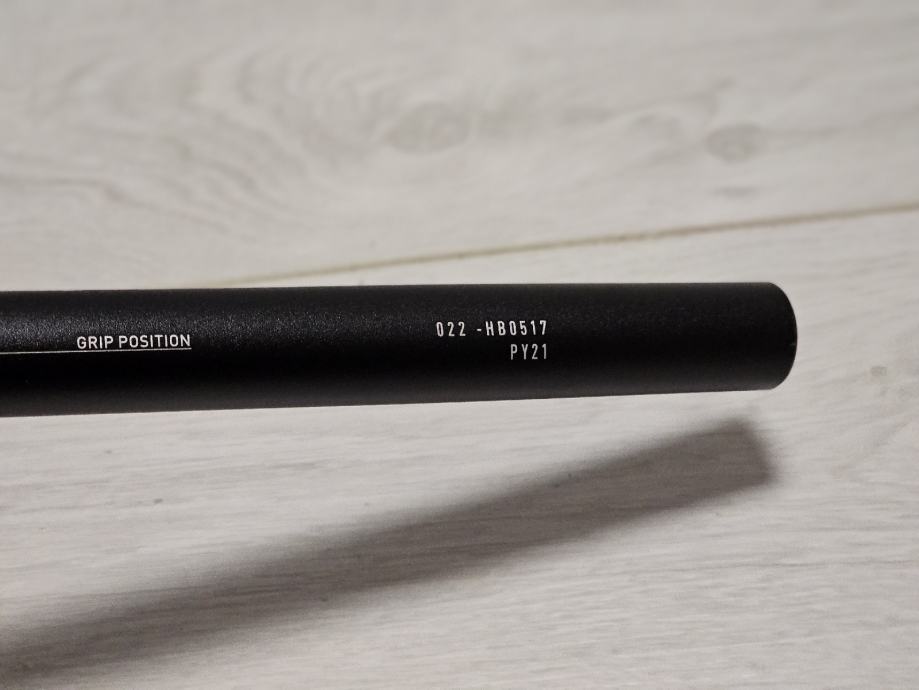 GRIP POSITION
022 -HB0517
PY21